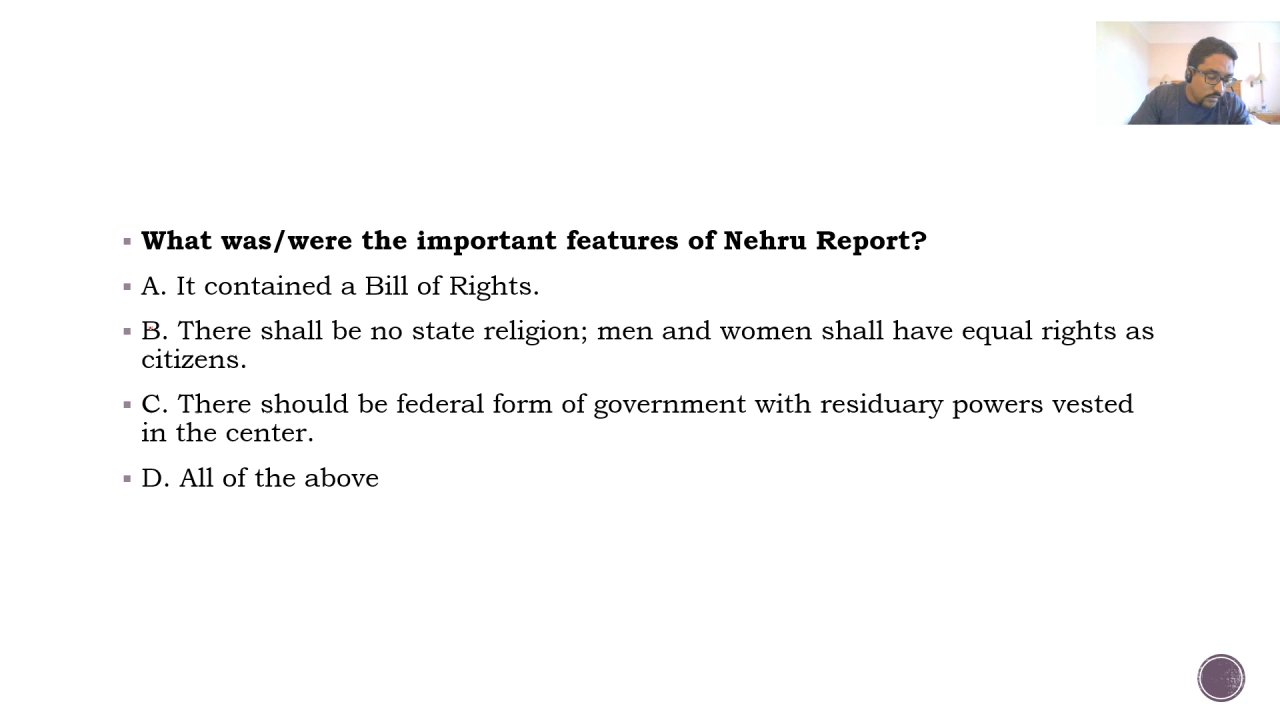 What was/were the important features of Nehru Report?
A. It contained a Bill of Rights.
B. There shall be no state religion; men and women shall have equal rights as
citizens.
C. There should be federal form of government with residuary powers vested
in the center.
D. All of the above